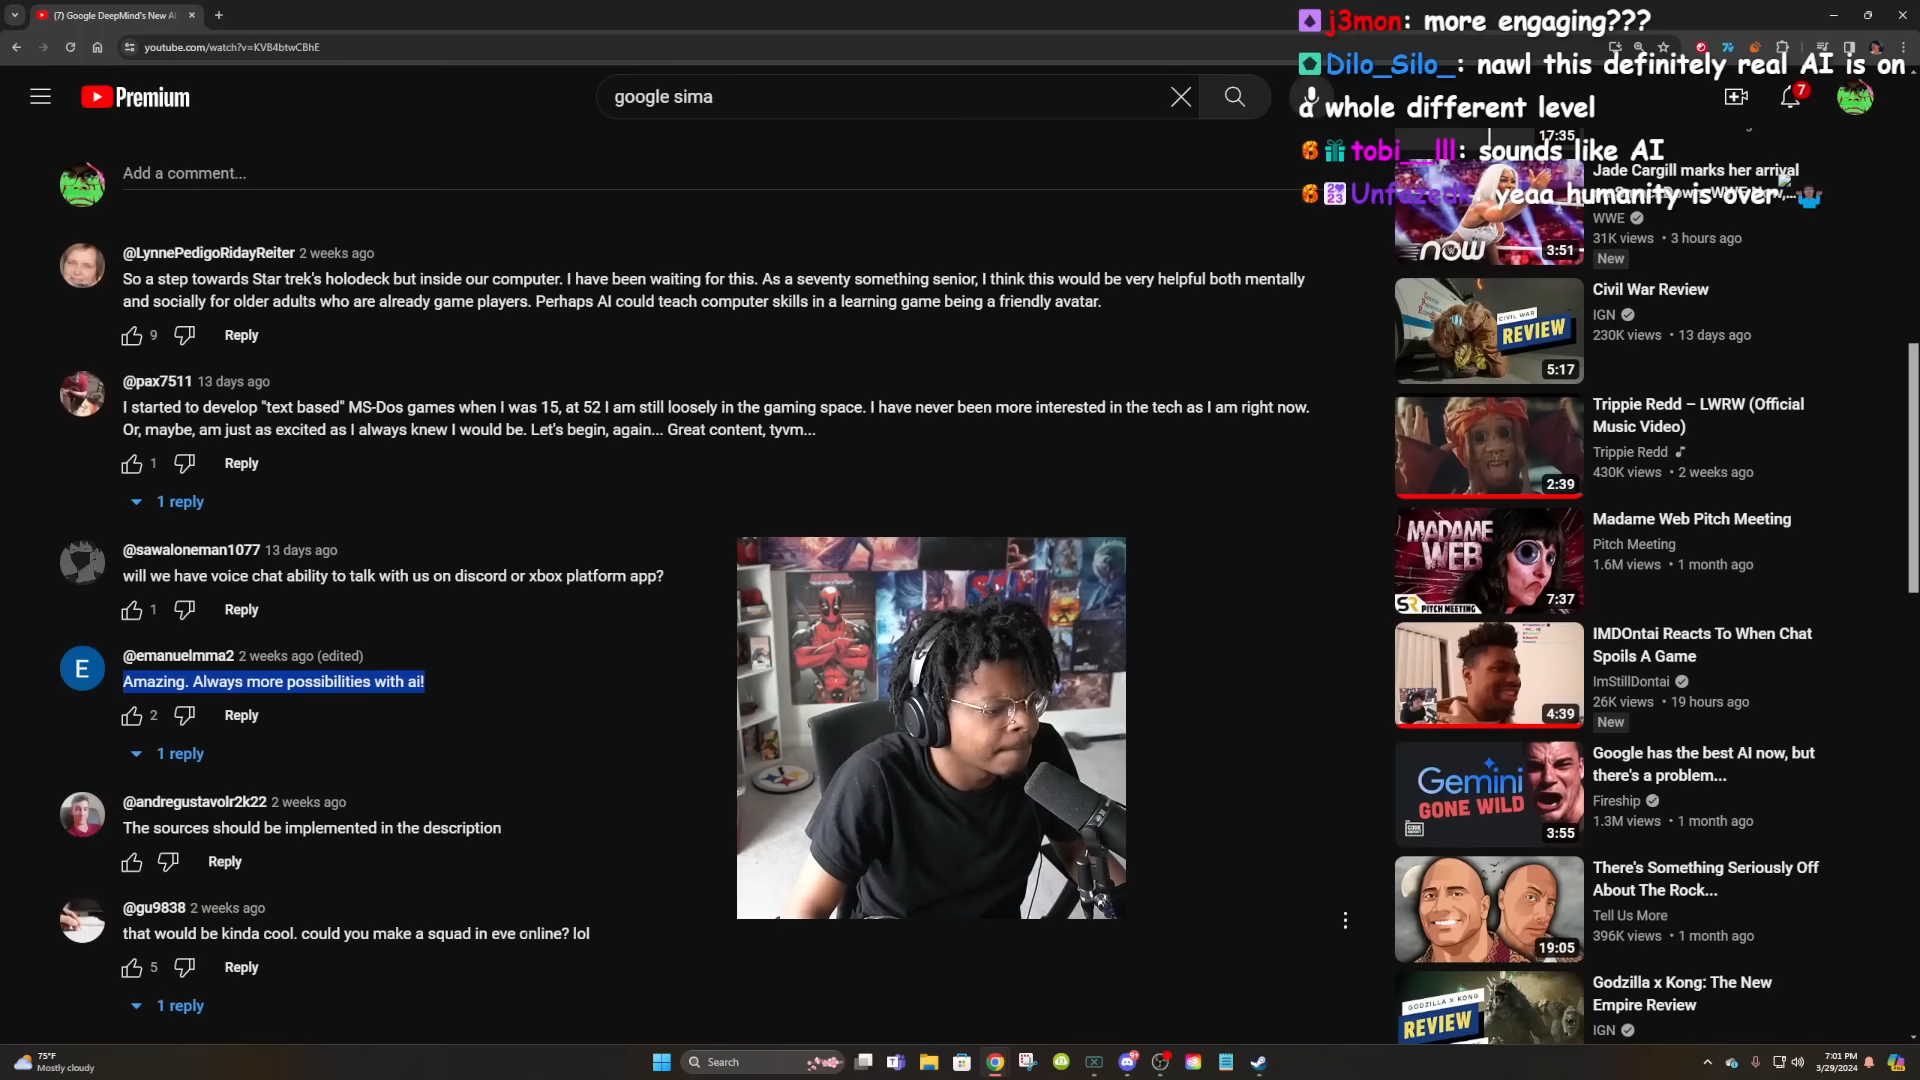 (7) Google DeepMind's New AI
youtube.com/watch?v=KVB4btwCBhE
j3mon: more engaging???
Dilo_Silo_: nawl this definitely real AI is on
a whole different level
tobi__lll: sounds like AI
Unfazedk: yeaa humanity is over
Premium
google sima
7
Add a comment...
@LynnePedigoRidayReiter 2 weeks ago
So a step towards Star trek's holodeck but inside our computer. I have been waiting for this. As a seventy something senior, I think this would be very helpful both mentally
and socially for older adults who are already game players. Perhaps AI could teach computer skills in a learning game being a friendly avatar.
9 Reply
@pax7511 13 days ago
I started to develop "text based" MS-Dos games when I was 15, at 52 I am still loosely in the gaming space. I have never been more interested in the tech as I am right now.
Or, maybe, am just as excited as I always knew I would be. Let's begin, again... Great content, tyvm...
1 Reply
1 reply
@sawaloneman1077 13 days ago
will we have voice chat ability to talk with us on discord or xbox platform app?
1 Reply
E
@emanuelmma2 2 weeks ago (edited)
Amazing. Always more possibilities with ai!
2 Reply
1 reply
@andregustavolr2k22 2 weeks ago
The sources should be implemented in the description
Reply
@gu9838 2 weeks ago
that would be kinda cool. could you make a squad in eve online? lol
5 Reply
1 reply
17:35
Jade Cargill marks her arrival
WWE
31K views • 3 hours ago
New
NOW
3:51
Civil War Review
IGN
230K views • 13 days ago
CIVIL WAR
REVIEW
5:17
Trippie Redd – LWRW (Official
Music Video)
Trippie Redd
430K views • 2 weeks ago
2:39
Madame Web Pitch Meeting
Pitch Meeting
1.6M views • 1 month ago
MADAME
WEB
SR PITCH MEETING
7:37
IMDOntai Reacts To When Chat
Spoils A Game
ImStillDontai
26K views • 19 hours ago
New
4:39
Google has the best AI now, but
there's a problem...
Fireship
1.3M views • 1 month ago
Gemini
GONE WILD
3:55
There's Something Seriously Off
About The Rock...
Tell Us More
396K views • 1 month ago
19:05
Godzilla x Kong: The New
Empire Review
IGN
GODZILLA X KONG
REVIEW
75°F
Mostly cloudy
Search
7:01 PM
3/29/2024